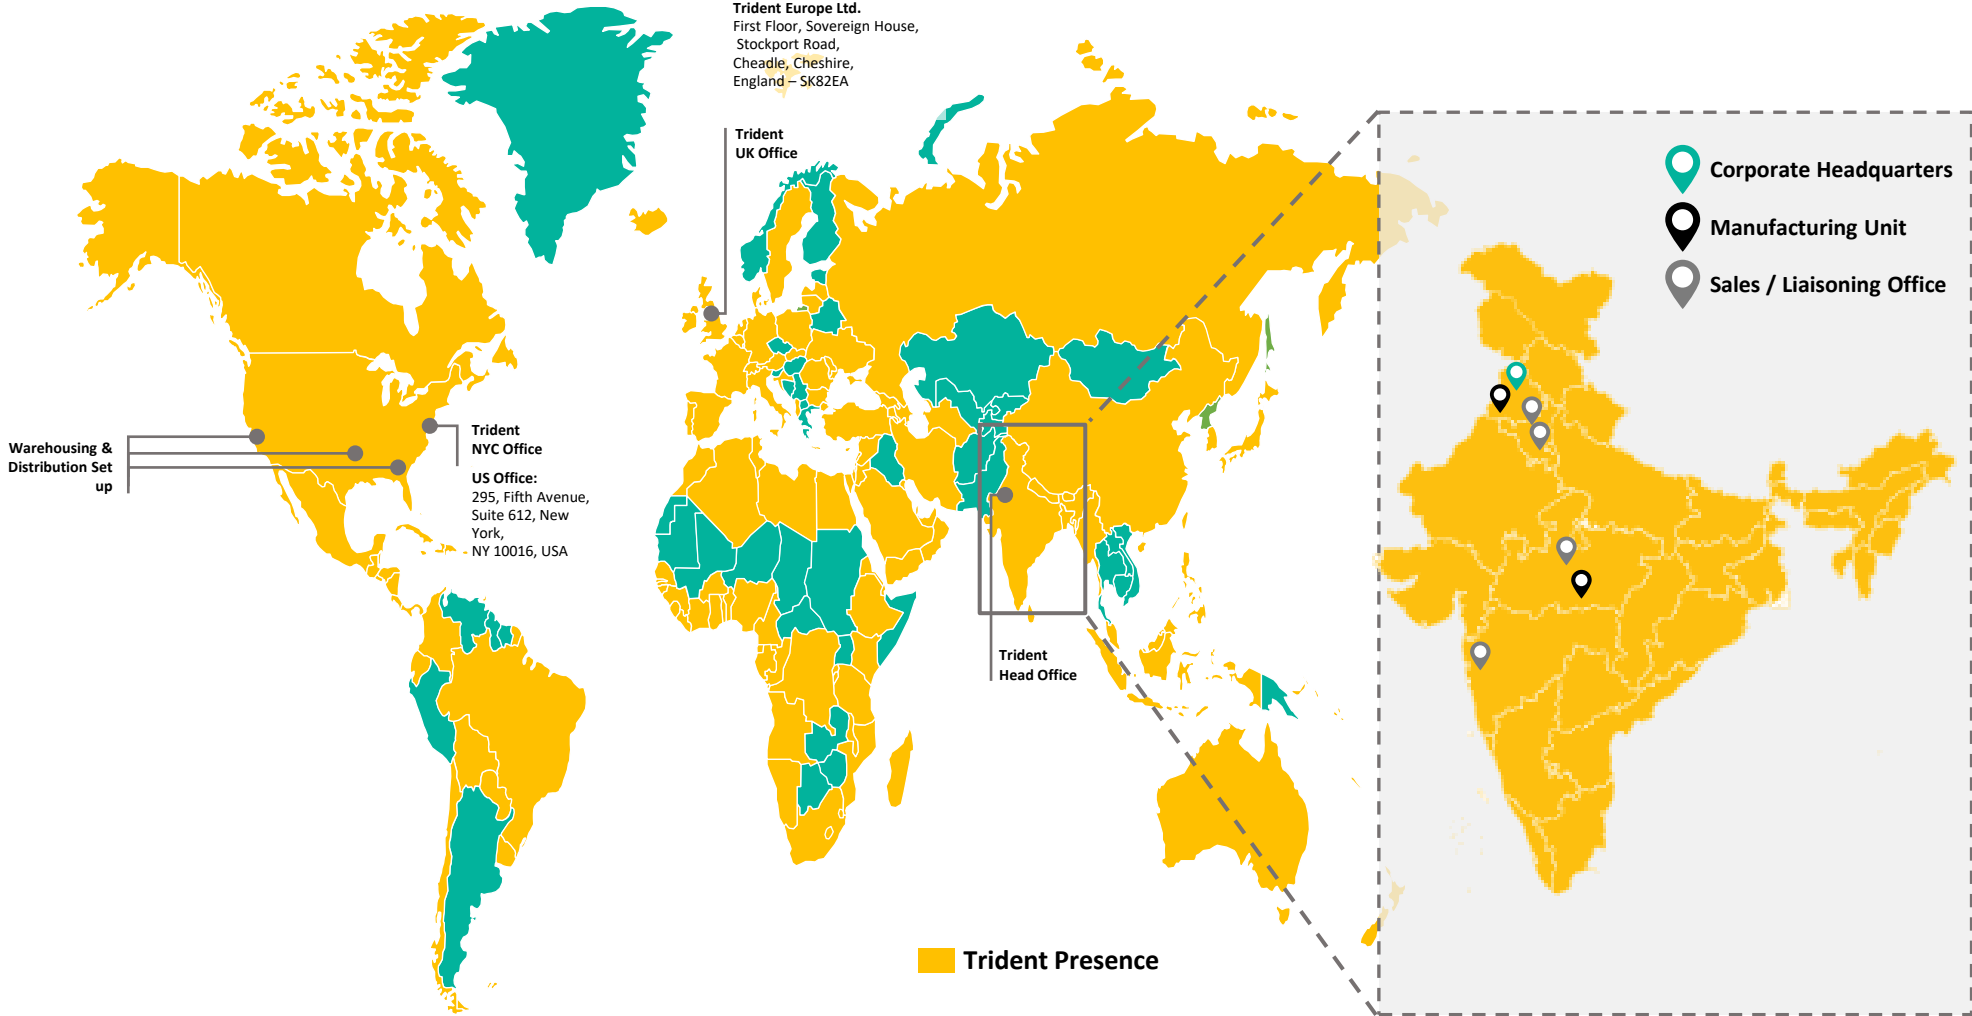 Trident Europe Ltd.
First Floor, Sovereign House,
Stockport Road,
Cheadle, Cheshire,
England – SK82EA
Trident
UK Office
Warehousing &
Distribution Set
up
Trident
NYC Office
US Office:
295, Fifth Avenue,
Suite 612, New
York,
NY 10016, USA
Trident
Head Office
Trident Presence
Corporate Headquarters
Manufacturing Unit
Sales / Liaisoning Office